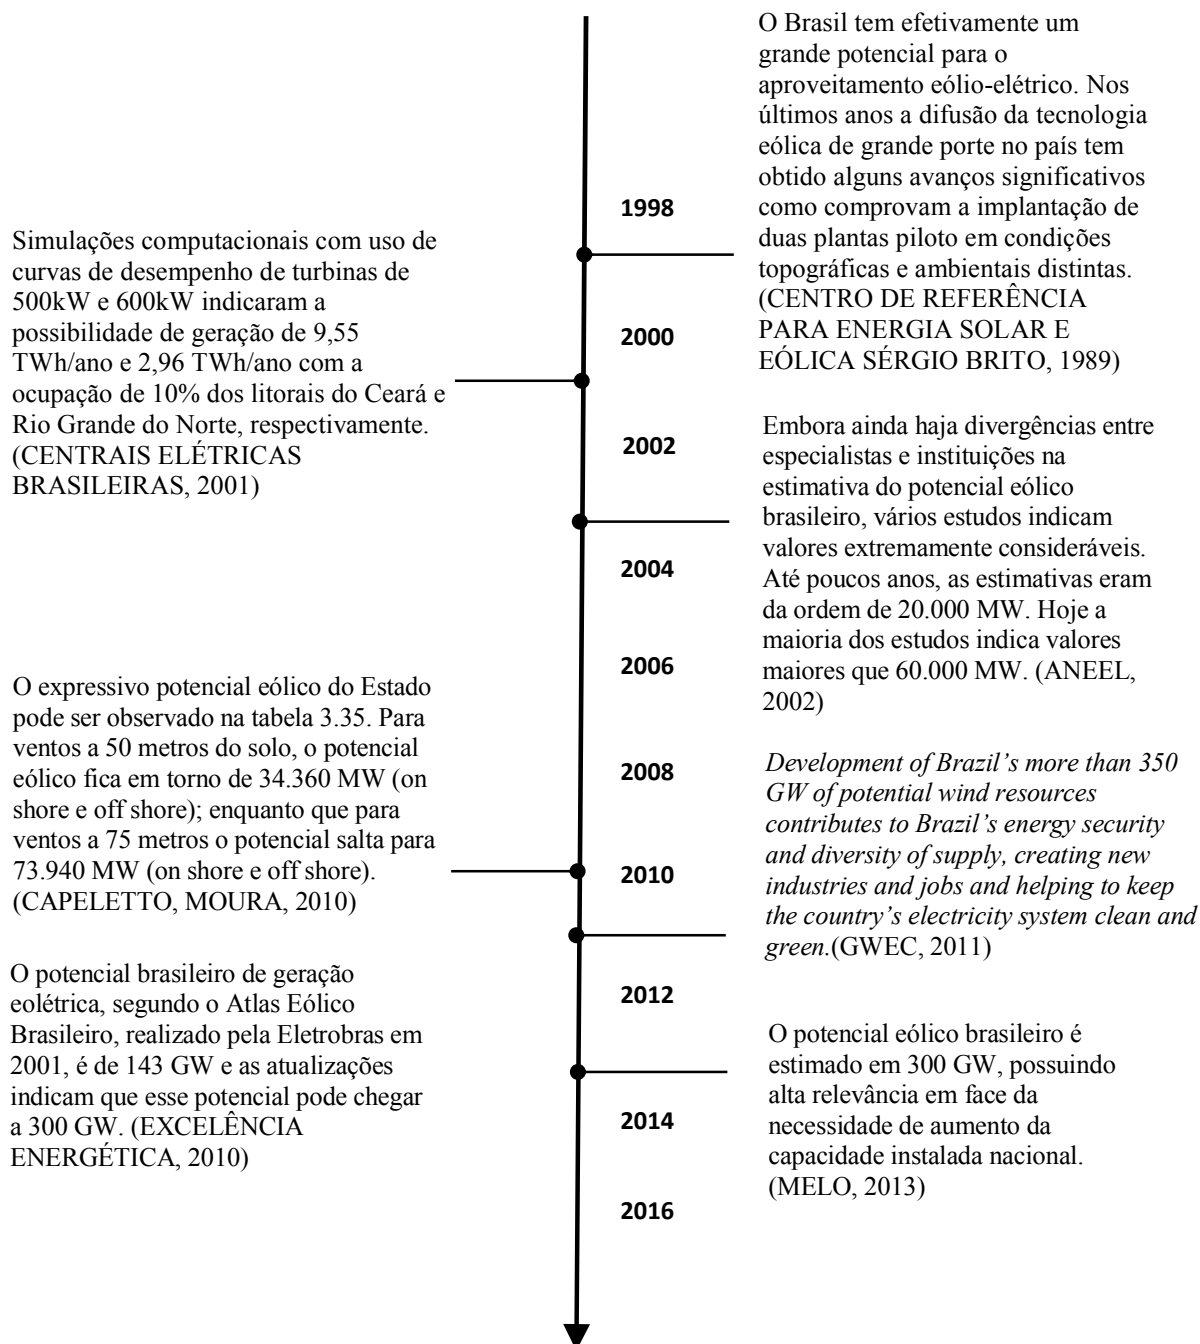 O Brasil tem efetivamente um
grande potencial para o
aproveitamento eólio-elétrico. Nos
últimos anos a difusão da tecnologia
eólica de grande porte no país tem
obtido alguns avanços significativos
como comprovam a implantação de
duas plantas piloto em condições
topográficas e ambientais distintas.
(CENTRO DE REFERÊNCIA
PARA ENERGIA SOLAR E
EÓLICA SÉRGIO BRITO, 1989)
1998
Simulações computacionais com uso de
curvas de desempenho de turbinas de
500kW e 600kW indicaram a
possibilidade de geração de 9,55
TWh/ano e 2,96 TWh/ano com a
ocupação de 10% dos litorais do Ceará e
Rio Grande do Norte, respectivamente.
(CENTRAIS ELÉTRICAS
BRASILEIRAS, 2001)
2000
2002
Embora ainda haja divergências entre
especialistas e instituições na
estimativa do potencial eólico
brasileiro, vários estudos indicam
valores extremamente consideráveis.
Até poucos anos, as estimativas eram
da ordem de 20.000 MW. Hoje a
maioria dos estudos indica valores
maiores que 60.000 MW. (ANEEL,
2002)
2004
2006
O expressivo potencial eólico do Estado
pode ser observado na tabela 3.35. Para
ventos a 50 metros do solo, o potencial
eólico fica em torno de 34.360 MW (on
shore e off shore); enquanto que para
ventos a 75 metros o potencial salta para
73.940 MW (on shore e off shore).
(CAPELETTO, MOURA, 2010)
2008
2010
Development of Brazil’s more than 350
GW of potential wind resources
contributes to Brazil’s energy security
and diversity of supply, creating new
industries and jobs and helping to keep
the country’s electricity system clean and
green.(GWEC, 2011)
O potencial brasileiro de geração
eolétrica, segundo o Atlas Eólico
Brasileiro, realizado pela Eletrobras em
2001, é de 143 GW e as atualizações
indicam que esse potencial pode chegar
a 300 GW. (EXCELÊNCIA
ENERGÉTICA, 2010)
2012
O potencial eólico brasileiro é
estimado em 300 GW, possuindo
alta relevância em face da
necessidade de aumento da
capacidade instalada nacional.
(MELO, 2013)
2014
2016